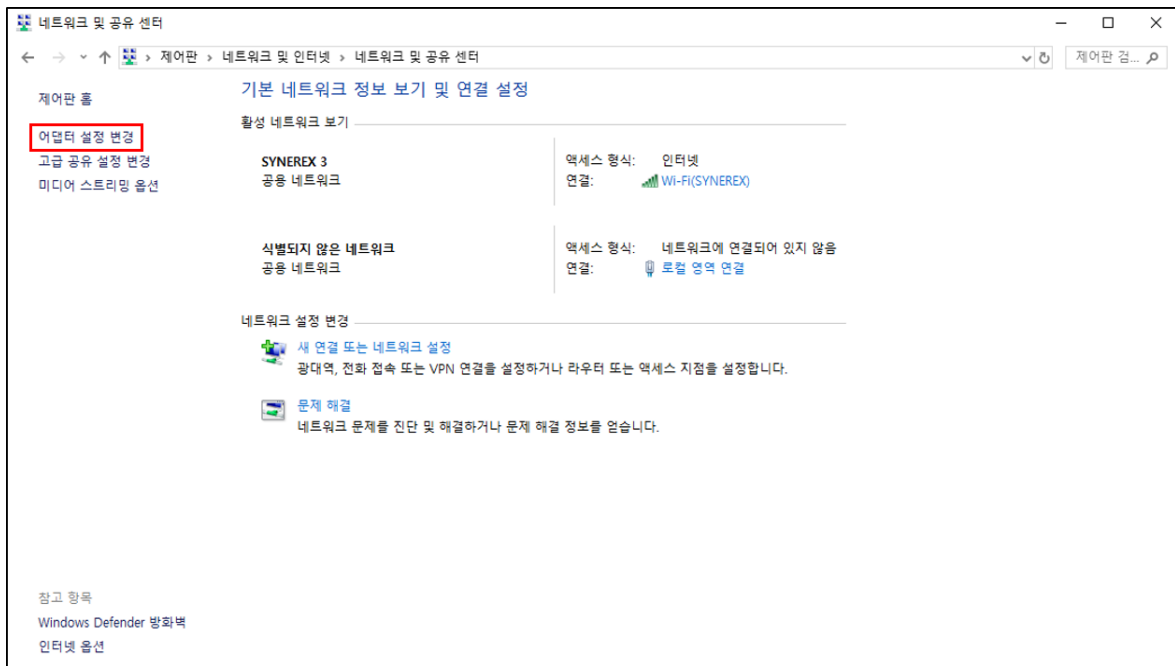 네트워크 및 공유 센터
제어판 › 네트워크 및 인터넷 › 네트워크 및 공유 센터
제어판 검...
제어판 홈
어댑터 설정 변경
고급 공유 설정 변경
미디어 스트리밍 옵션
기본 네트워크 정보 보기 및 연결 설정
활성 네트워크 보기
SYNEREX 3
공용 네트워크
액세스 형식: 인터넷
연결: Wi-Fi(SYNEREX)
식별되지 않은 네트워크
공용 네트워크
액세스 형식: 네트워크에 연결되어 있지 않음
연결: 로컬 영역 연결
네트워크 설정 변경
새 연결 또는 네트워크 설정
광대역, 전화 접속 또는 VPN 연결을 설정하거나 라우터 또는 액세스 지점을 설정합니다.
문제 해결
네트워크 문제를 진단 및 해결하거나 문제 해결 정보를 얻습니다.
참고 항목
Windows Defender 방화벽
인터넷 옵션